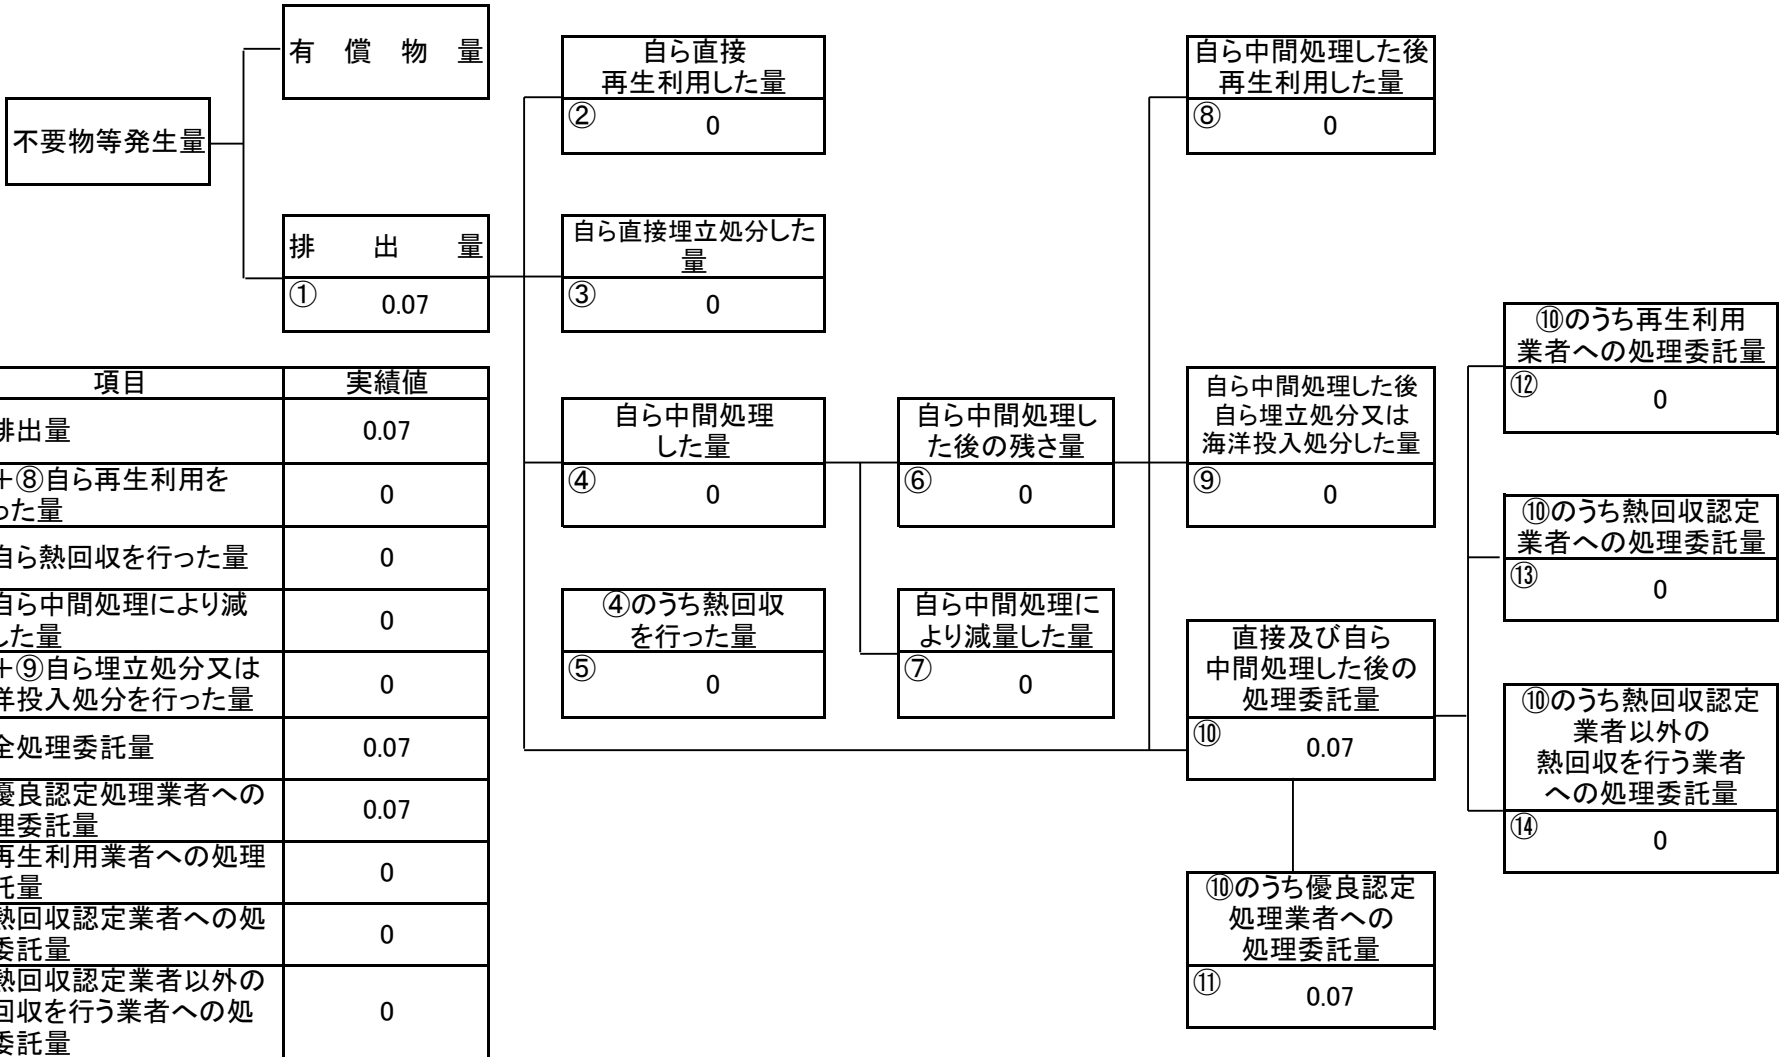 有償物量
不要物等発生量
排出量
① 0.07
自ら直接
再生利用した量
② 0
自ら直接埋立処分した
量
③ 0
自ら中間処理
した量
④ 0
④のうち熱回収
を行った量
⑤ 0
自ら中間処理し
た後の残さ量
⑥ 0
自ら中間処理に
より減量した量
⑦ 0
自ら中間処理した後
再生利用した量
⑧ 0
自ら中間処理した後
自ら埋立処分又は
海洋投入処分した量
⑨ 0
直接及び自ら
中間処理した後の
処理委託量
⑩ 0.07
⑩のうち優良認定
処理業者への
処理委託量
⑪ 0.07
⑩のうち再生利用
業者への処理委託量
⑫ 0
⑩のうち熱回収認定
業者への処理委託量
⑬ 0
⑩のうち熱回収認定
業者以外の
熱回収を行う業者
への処理委託量
⑭ 0
項目 実績値
排出量 0.07
+⑧自ら再生利用を
った量 0
自ら熱回収を行った量 0
自ら中間処理により減
した量 0
+⑨自ら埋立処分又は
洋投入処分を行った量 0
全処理委託量 0.07
優良認定処理業者への
理委託量 0.07
再生利用業者への処理
託量 0
熱回収認定業者への処
委託量 0
熱回収認定業者以外の
回収を行う業者への処
委託量 0